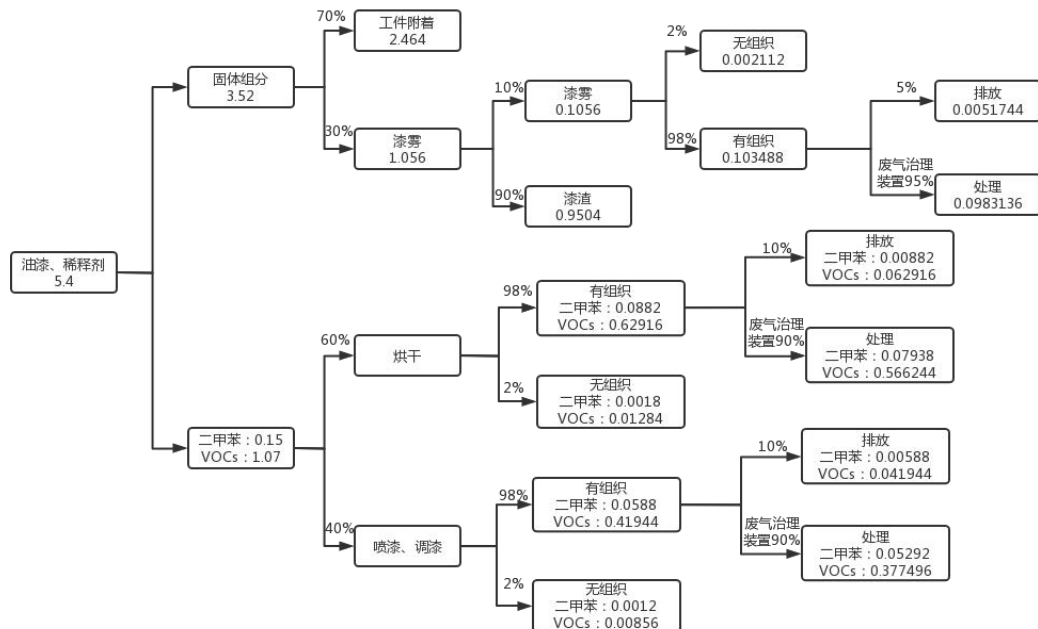 70%
工件附着
2.464
固体组分
3.52
30%
漆雾
1.056
10%
漆雾
0.1056
90%
漆渣
0.9504
2%
无组织
0.002112
98%
有组织
0.103488
5%
排放
0.0051744
废气治理
装置95%
处理
0.0983136
油漆、稀释剂
5.4
二甲苯：0.15
VOCs：1.07
60%
烘干
98%
有组织
二甲苯：0.0882
VOCs：0.62916
10%
排放
二甲苯：0.00882
VOCs：0.062916
废气治理
装置90%
处理
二甲苯：0.07938
VOCs：0.566244
2%
无组织
二甲苯：0.0018
VOCs：0.01284
40%
喷漆、调漆
98%
有组织
二甲苯：0.0588
VOCs：0.41944
10%
排放
二甲苯：0.00588
VOCs：0.041944
废气治理
装置90%
处理
二甲苯：0.05292
VOCs：0.377496
2%
无组织
二甲苯：0.0012
VOCs：0.00856